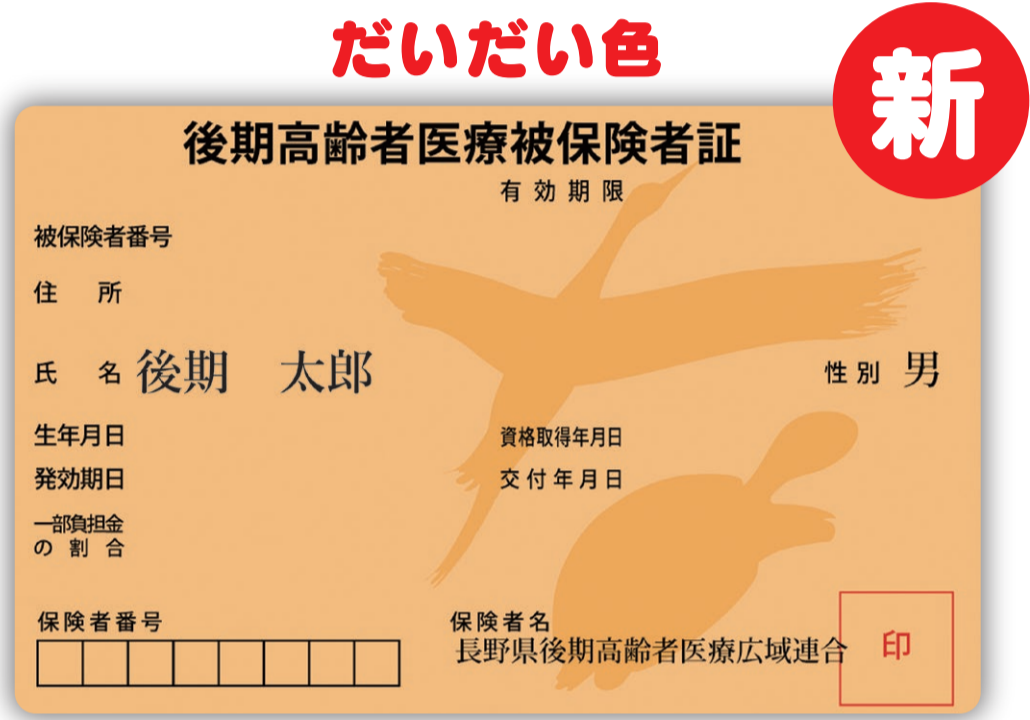 だいだい色
新
後期高齢者医療被保険者証
有効期限
被保険者番号
住所
氏名 後期 太郎 性別 男
生年月日 資格取得年月日
発効期日 交付年月日
一部負担金
の割合
保険者番号 保険者名
長野県後期高齢者医療広域連合 印